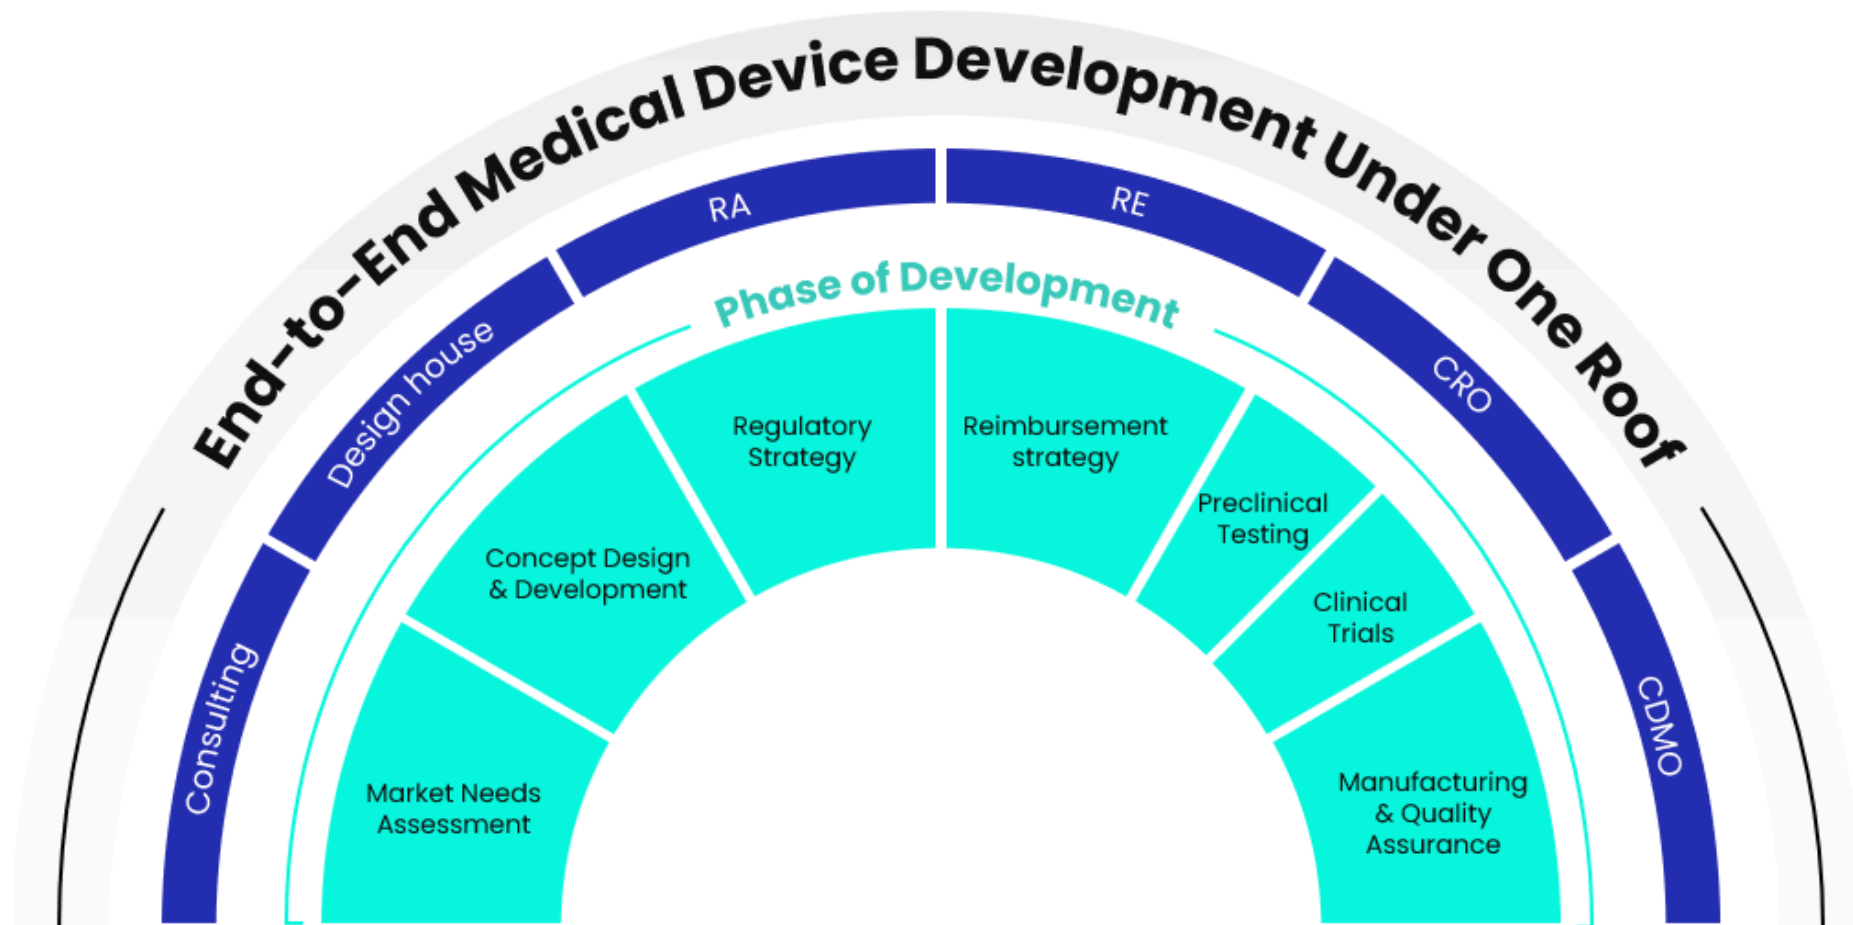 End-to-End Medical Device Development Under One Roof
Consulting
Design house
RA
RE
CRO
CDMO
Phase of Development
Market Needs
Assessment
Concept Design
& Development
Regulatory
Strategy
Reimbursement
strategy
Preclinical
Testing
Clinical
Trials
Manufacturing
& Quality
Assurance